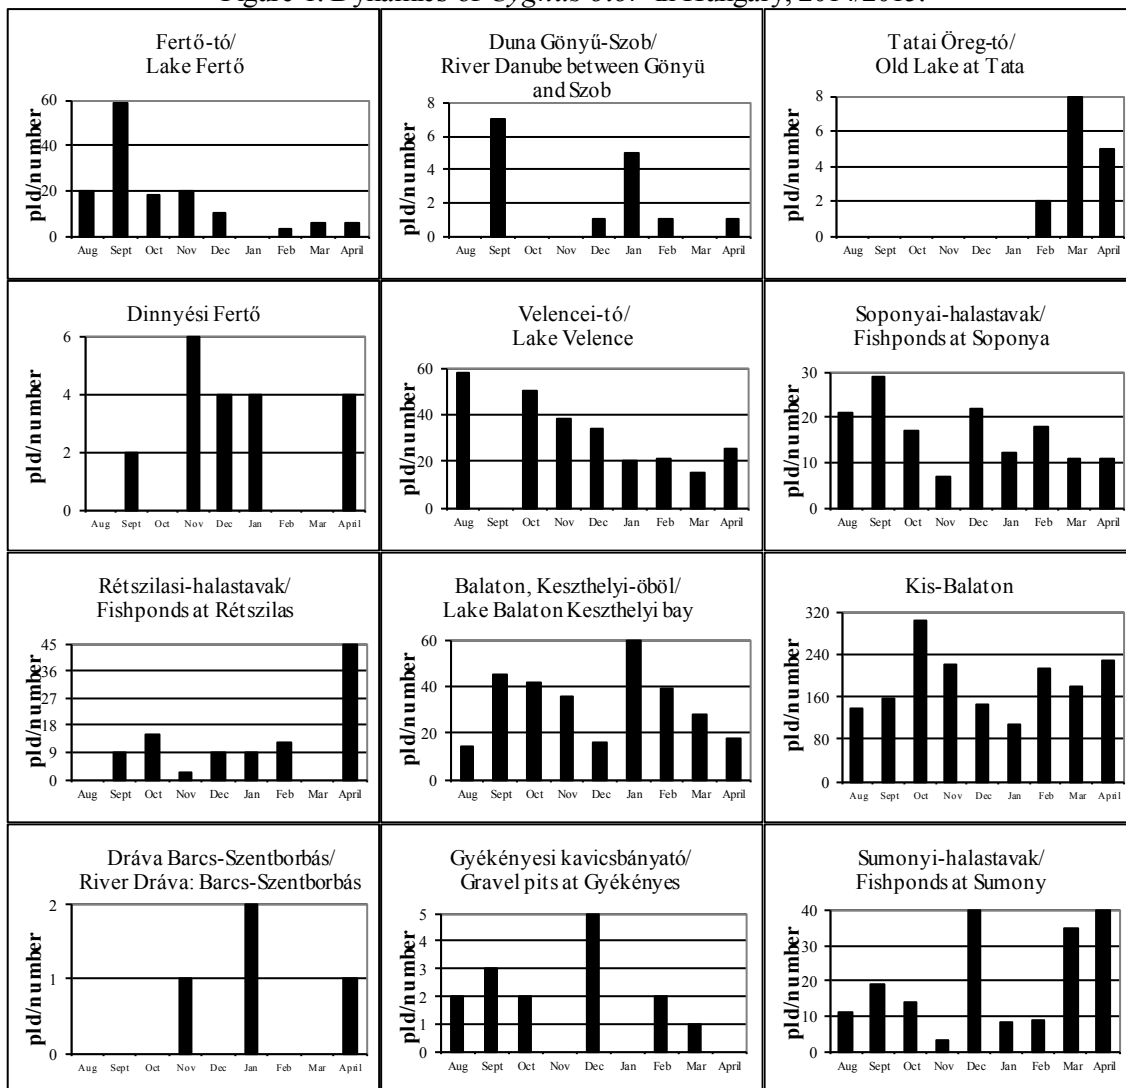 Figure 1. Dynamics of Cygnus olor Hungary, 2014/2015.
Fertő-tó/
Lake Fertő
pld/number
60
40
20
0
Aug Sept Oct Nov Dec Jan Feb Mar April
Duna Gönyű-Szob/
River Danube between Gönyü
and Szob
pld/number
8
6
4
2
0
Aug Sept Oct Nov Dec Jan Feb Mar April
Tatai Öreg-tó/
Old Lake at Tata
pld/number
8
6
4
2
0
Aug Sept Oct Nov Dec Jan Feb Mar April
Dinnyési Fertő
pld/number
6
4
2
0
Aug Sept Oct Nov Dec Jan Feb Mar April
Velencei-tó/
Lake Velence
pld/number
60
40
20
0
Aug Sept Oct Nov Dec Jan Feb Mar April
Soponyai-halastavak/
Fishponds at Soponya
pld/number
30
20
10
0
Aug Sept Oct Nov Dec Jan Feb Mar April
Rétszilasi-halastavak/
Fishponds at Rétszilas
pld/number
45
36
27
18
9
0
Aug Sept Oct Nov Dec Jan Feb Mar April
Balaton, Keszthelyi-öböl/
Lake Balaton Keszthelyi bay
pld/number
60
40
20
0
Aug Sept Oct Nov Dec Jan Feb Mar April
Kis-Balaton
pld/number
320
240
160
80
0
Aug Sept Oct Nov Dec Jan Feb Mar April
Dráva Barcs-Szentborbás/
River Dráva: Barcs-Szentborbás
pld/number
2
1
0
Aug Sept Oct Nov Dec Jan Feb Mar April
Gyékényesi kavicsbányató/
Gravel pits at Gyékényes
pld/number
5
4
3
2
1
0
Aug Sept Oct Nov Dec Jan Feb Mar April
Sumonyi-halastavak/
Fishponds at Sumony
pld/number
40
30
20
10
0
Aug Sept Oct Nov Dec Jan Feb Mar April